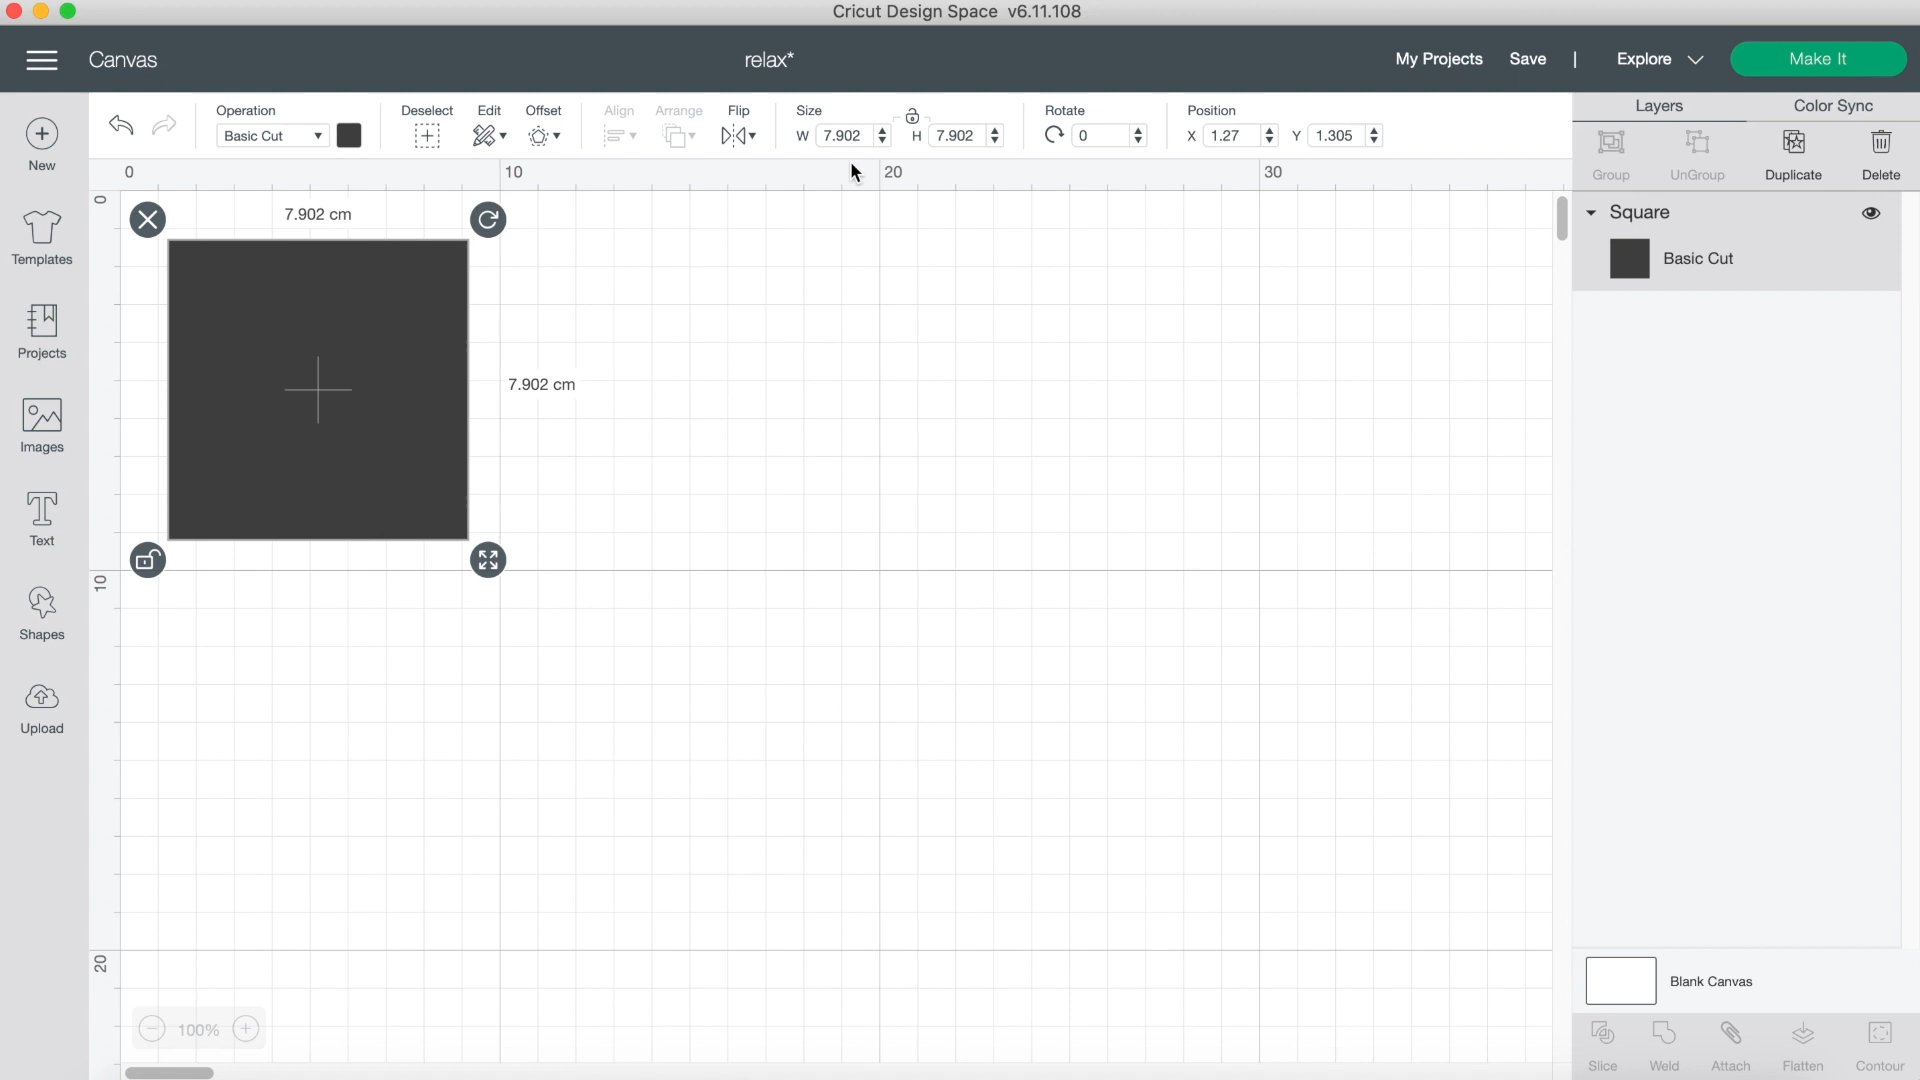 Cricut Design Space v6.11.108
Canvas
relax*
My Projects
Save
|
Explore
Make It
Operation
Basic Cut
Deselect
Edit
Offset
Align
Arrange
Flip
Size
W 7.902
H 7.902
Rotate
0
Position
X 1.27
Y 1.305
Layers
Color Sync
Group
UnGroup
Duplicate
Delete
New
Templates
Projects
Images
Text
Shapes
Upload
0
10
20
30
0
10
20
7.902 cm
7.902 cm
100%
Square
Basic Cut
Blank Canvas
Slice
Weld
Attach
Flatten
Contour